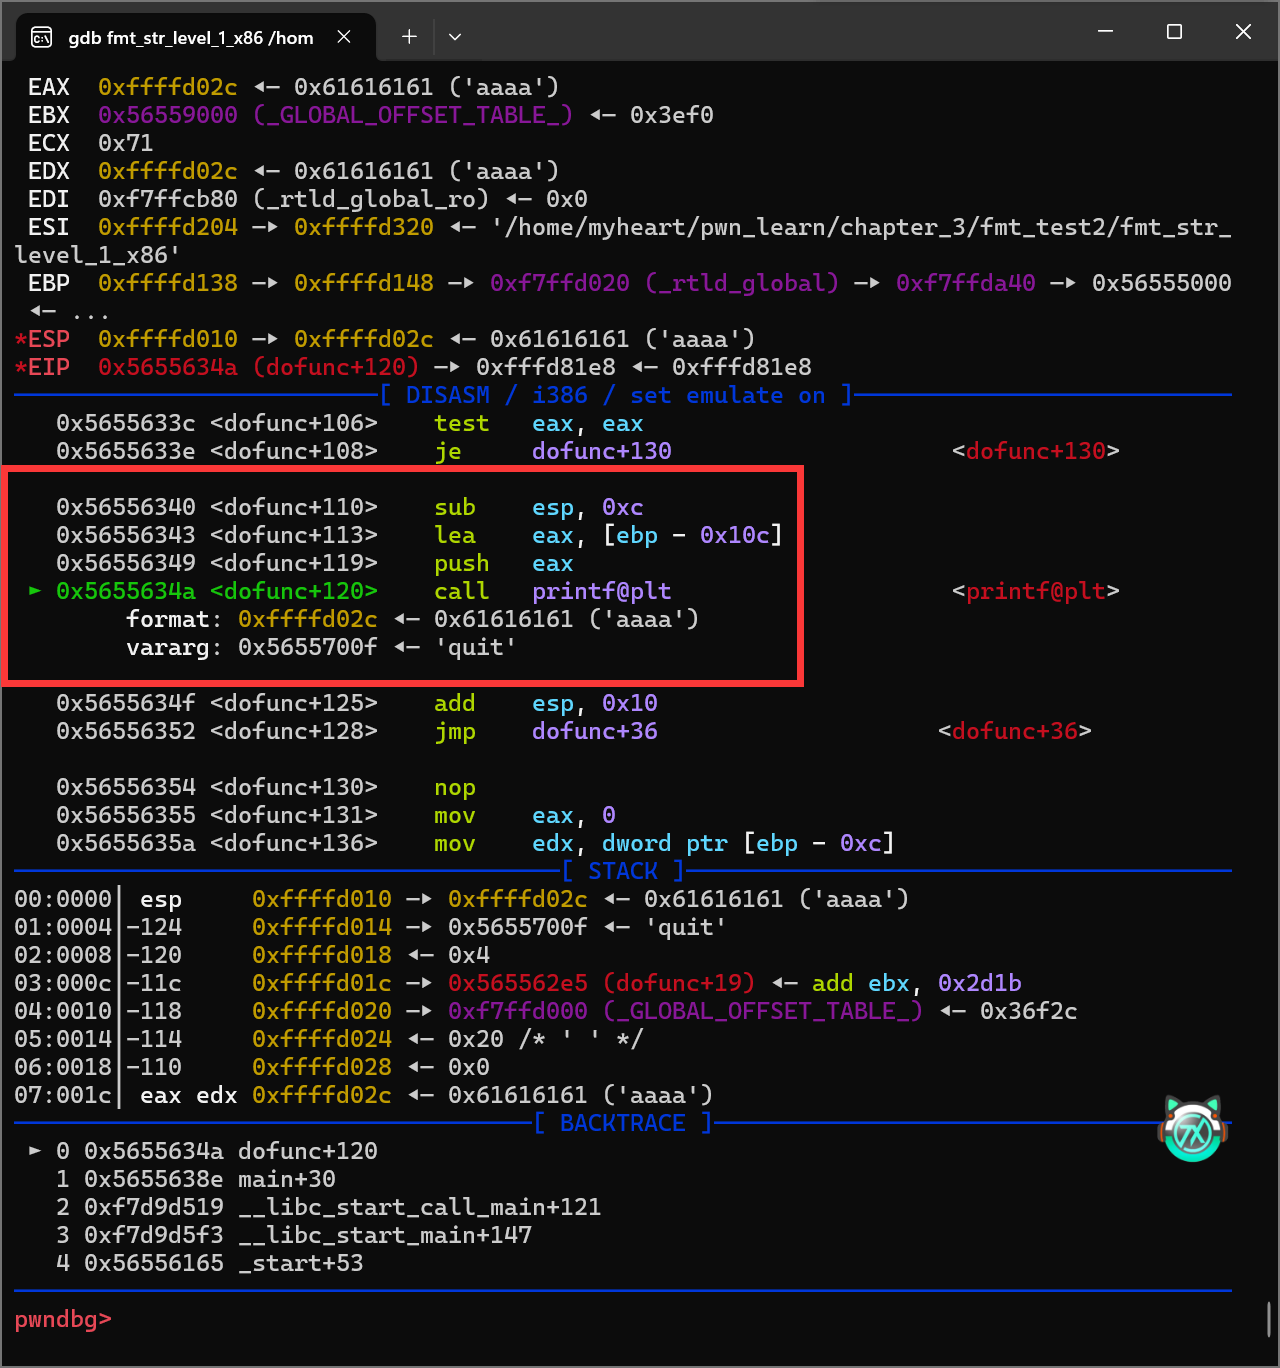 gdb fmt_str_level_1_x86 /hom
EAX  0xffffd02c ◂— 0x61616161 ('aaaa')
EBX  0x56559000 (_GLOBAL_OFFSET_TABLE_) ◂— 0x3ef0
ECX  0x71
EDX  0xffffd02c ◂— 0x61616161 ('aaaa')
EDI  0xf7ffcb80 (_rtld_global_ro) ◂— 0x0
ESI  0xffffd204 —▸ 0xffffd320 ◂— '/home/myheart/pwn_learn/chapter_3/fmt_test2/fmt_str_
level_1_x86'
EBP  0xffffd138 —▸ 0xffffd148 —▸ 0xf7ffd020 (_rtld_global) —▸ 0xf7ffda40 —▸ 0x56555000
◂— ...
*ESP  0xffffd010 —▸ 0xffffd02c ◂— 0x61616161 ('aaaa')
*EIP  0x5655634a (dofunc+120) —▸ 0xfffd81e8 ◂— 0xfffd81e8
[ DISASM / i386 / set emulate on ]
0x5655633c <dofunc+106>    test   eax, eax
0x5655633e <dofunc+108>    je     dofunc+130                    <dofunc+130>
0x56556340 <dofunc+110>    sub    esp, 0xc
0x56556343 <dofunc+113>    lea    eax, [ebp - 0x10c]
0x56556349 <dofunc+119>    push   eax
► 0x5655634a <dofunc+120>    call   printf@plt                    <printf@plt>
format: 0xffffd02c ◂— 0x61616161 ('aaaa')
vararg: 0x5655700f ◂— 'quit'
0x5655634f <dofunc+125>    add    esp, 0x10
0x56556352 <dofunc+128>    jmp    dofunc+36                    <dofunc+36>
0x56556354 <dofunc+130>    nop
0x56556355 <dofunc+131>    mov    eax, 0
0x5655635a <dofunc+136>    mov    edx, dword ptr [ebp - 0xc]
[ STACK ]
00:0000│ esp     0xffffd010 —▸ 0xffffd02c ◂— 0x61616161 ('aaaa')
01:0004│-124     0xffffd014 —▸ 0x5655700f ◂— 'quit'
02:0008│-120     0xffffd018 ◂— 0x4
03:000c│-11c     0xffffd01c —▸ 0x565562e5 (dofunc+19) ◂— add ebx, 0x2d1b
04:0010│-118     0xffffd020 —▸ 0xf7ffd000 (_GLOBAL_OFFSET_TABLE_) ◂— 0x36f2c
05:0014│-114     0xffffd024 ◂— 0x20 /* ' ' */
06:0018│-110     0xffffd028 ◂— 0x0
07:001c│ eax edx 0xffffd02c ◂— 0x61616161 ('aaaa')
[ BACKTRACE ]
► 0 0x5655634a dofunc+120
1 0x5655638e main+30
2 0xf7d9d519 __libc_start_call_main+121
3 0xf7d9d5f3 __libc_start_main+147
4 0x56556165 _start+53
pwndbg>
7X